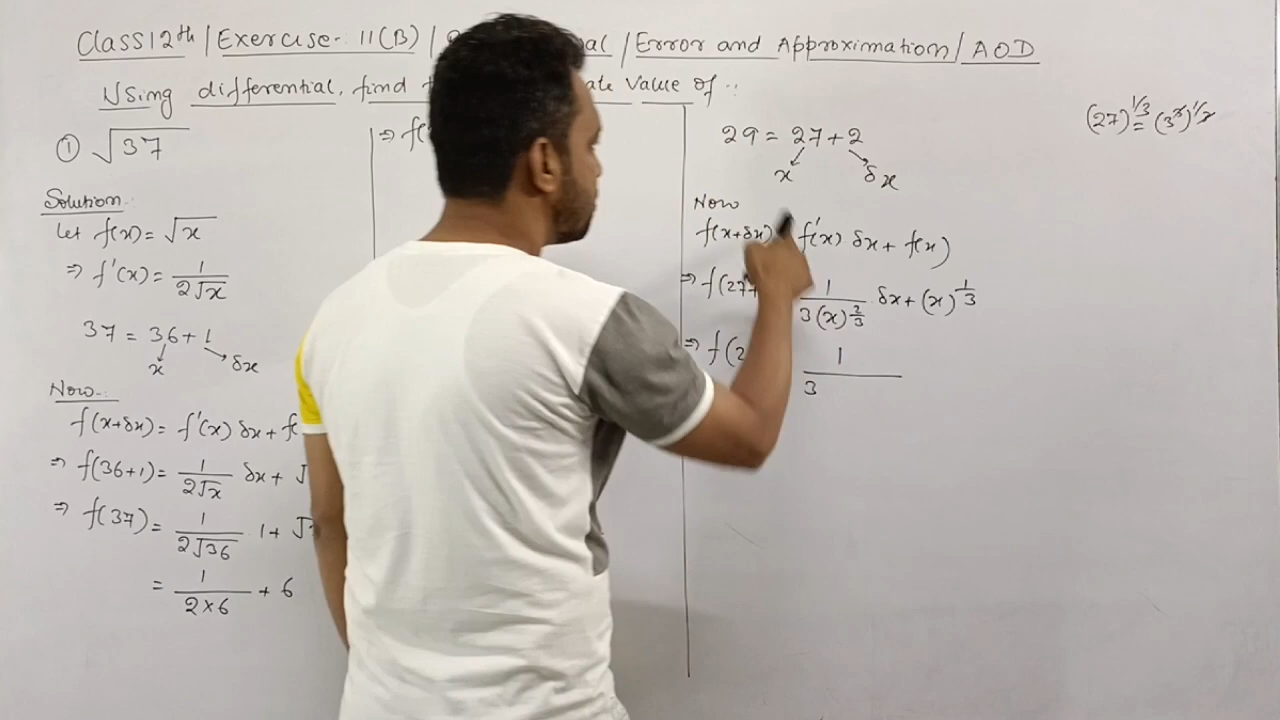 Class 12th / Exercise- 11(B) / al / Error and Approximation / AOD
Using differential, find ate Value of :
① √37
Solution:
Let f(x) = √x
⇒ f'(x) = 1/2√x
37 = 36 + 1
x δx
Now:
f(x+δx) = f'(x) δx + f(
⇒ f(36+1) = 1/2√x δx + √
⇒ f(37) = 1/2√36 . 1 + √
= 1/2×6 + 6
⇒ f(
29 = 27 + 2
x δx
Now
f(x+δx) f'(x) δx + f(x)
⇒ f(27+ 1/3(x)^2/3 δx + (x)^1/3
⇒ f(2 1/3
(27)^1/3 = (3^3)^1/3